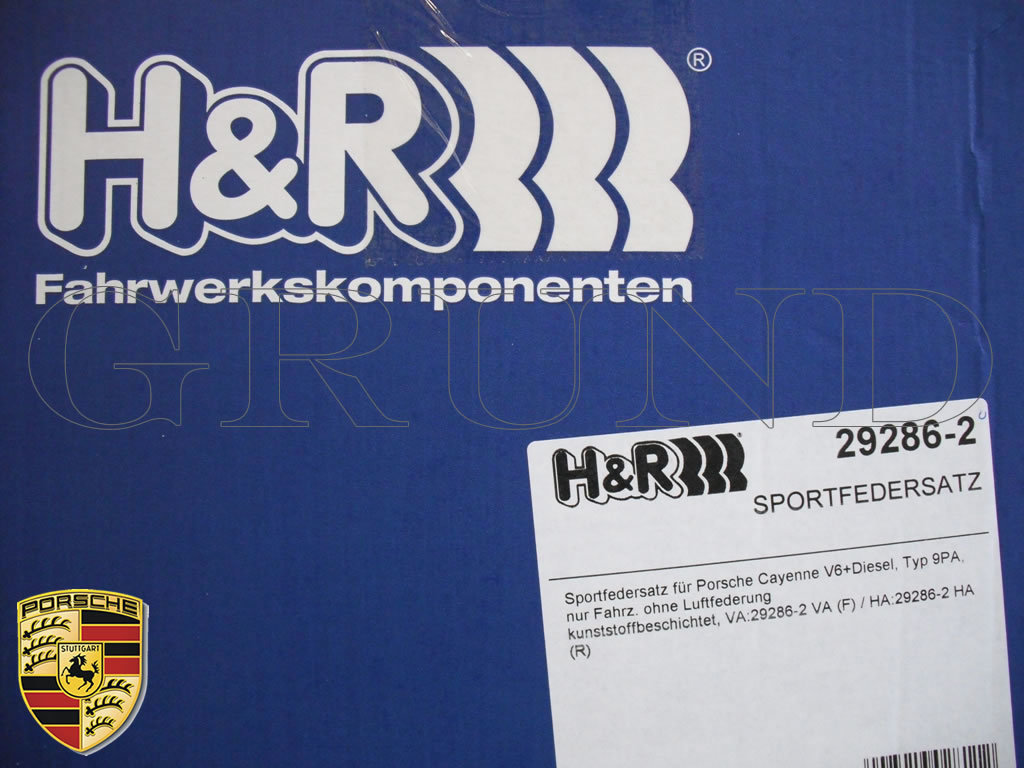 H&R®
Fahrwerkskomponenten
GRUND
H&R
29286-2
SPORTFEDERSATZ
Sportfedersatz für Porsche Cayenne V6+Diesel, Typ 9PA,
nur Fahrz. ohne Luftfederung
kunststoffbeschichtet, VA:29286-2 VA (F) / HA:29286-2 HA
(R)
PORSCHE
STUTTGART